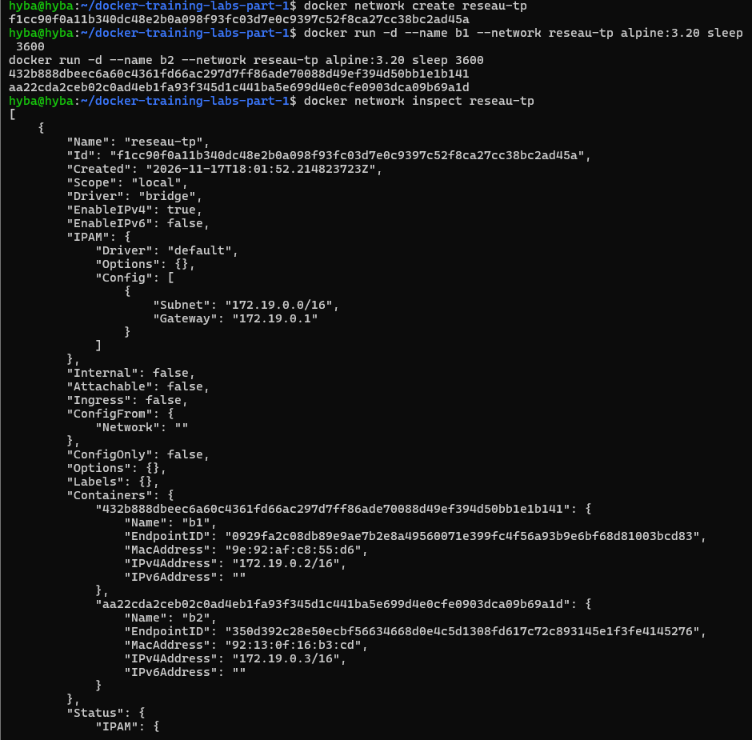 hyba@hyba:~/docker-training-labs-part-1$ docker network create reseau-tp
f1cc90f0a11b340dc48e2b0a098f93fc03d7e0c9397c52f8ca27cc38bc2ad45a
hyba@hyba:~/docker-training-labs-part-1$ docker run -d --name b1 --network reseau-tp alpine:3.20 sleep
 3600
docker run -d --name b2 --network reseau-tp alpine:3.20 sleep 3600
432b888dbeec6a60c4361fd66ac297d7ff86ade70088d49ef394d50bb1e1b141
aa22cda2ceb02c0ad4eb1fa93f345d1c441ba5e699d4e0cfe0903dca09b69a1d
hyba@hyba:~/docker-training-labs-part-1$ docker network inspect reseau-tp
[
    {
        "Name": "reseau-tp",
        "Id": "f1cc90f0a11b340dc48e2b0a098f93fc03d7e0c9397c52f8ca27cc38bc2ad45a",
        "Created": "2026-11-17T18:01:52.214823723Z",
        "Scope": "local",
        "Driver": "bridge",
        "EnableIPv4": true,
        "EnableIPv6": false,
        "IPAM": {
            "Driver": "default",
            "Options": {},
            "Config": [
                {
                    "Subnet": "172.19.0.0/16",
                    "Gateway": "172.19.0.1"
                }
            ]
        },
        "Internal": false,
        "Attachable": false,
        "Ingress": false,
        "ConfigFrom": {
            "Network": ""
        },
        "ConfigOnly": false,
        "Options": {},
        "Labels": {},
        "Containers": {
            "432b888dbeec6a60c4361fd66ac297d7ff86ade70088d49ef394d50bb1e1b141": {
                "Name": "b1",
                "EndpointID": "0929fa2c08db89e9ae7b2e8a49560071e399fc4f56a93b9e6bf68d81003bcd83",
                "MacAddress": "9e:92:af:c8:55:d6",
                "IPv4Address": "172.19.0.2/16",
                "IPv6Address": ""
            },
            "aa22cda2ceb02c0ad4eb1fa93f345d1c441ba5e699d4e0cfe0903dca09b69a1d": {
                "Name": "b2",
                "EndpointID": "350d392c28e50ecbf56634668d0e4c5d1308fd617c72c893145e1f3fe4145276",
                "MacAddress": "92:13:0f:16:b3:cd",
                "IPv4Address": "172.19.0.3/16",
                "IPv6Address": ""
            }
        },
        "Status": {
            "IPAM": {